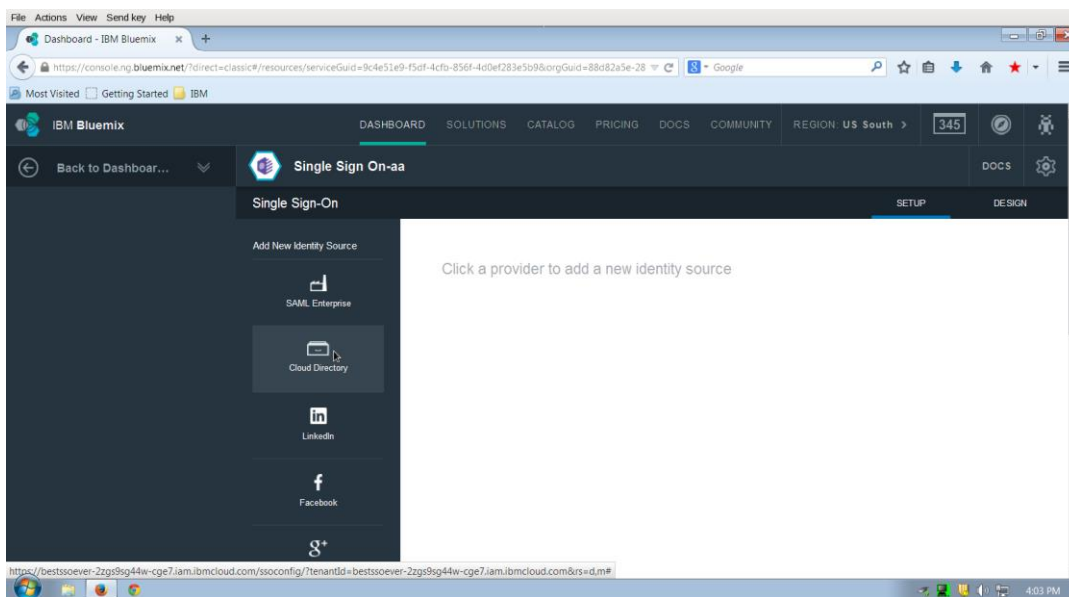 File Actions View Send key Help
Dashboard - IBM Bluemix × +
https://console.ng.bluemix.net/?direct=classic#/resources/serviceGuid=9c4e51e9-f5df-4cfb-856f-4d0ef283e5b9&orgGuid=88d82a5e-28
Google
Most Visited Getting Started IBM
IBM Bluemix DASHBOARD SOLUTIONS CATALOG PRICING DOCS COMMUNITY REGION: US South > 345
Back to Dashboar... Single Sign On-aa DOCS
Single Sign-On SETUP DESIGN
Add New Identity Source
Click a provider to add a new identity source
SAML Enterprise
Cloud Directory
in
LinkedIn
f
Facebook
g+
https://bestssoever-2zgs9sg44w-cge7.iam.ibmcloud.com/ssoconfig/?tenantId=bestssoever-2zgs9sg44w-cge7.iam.ibmcloud.com&rs=d,m#
4:03 PM